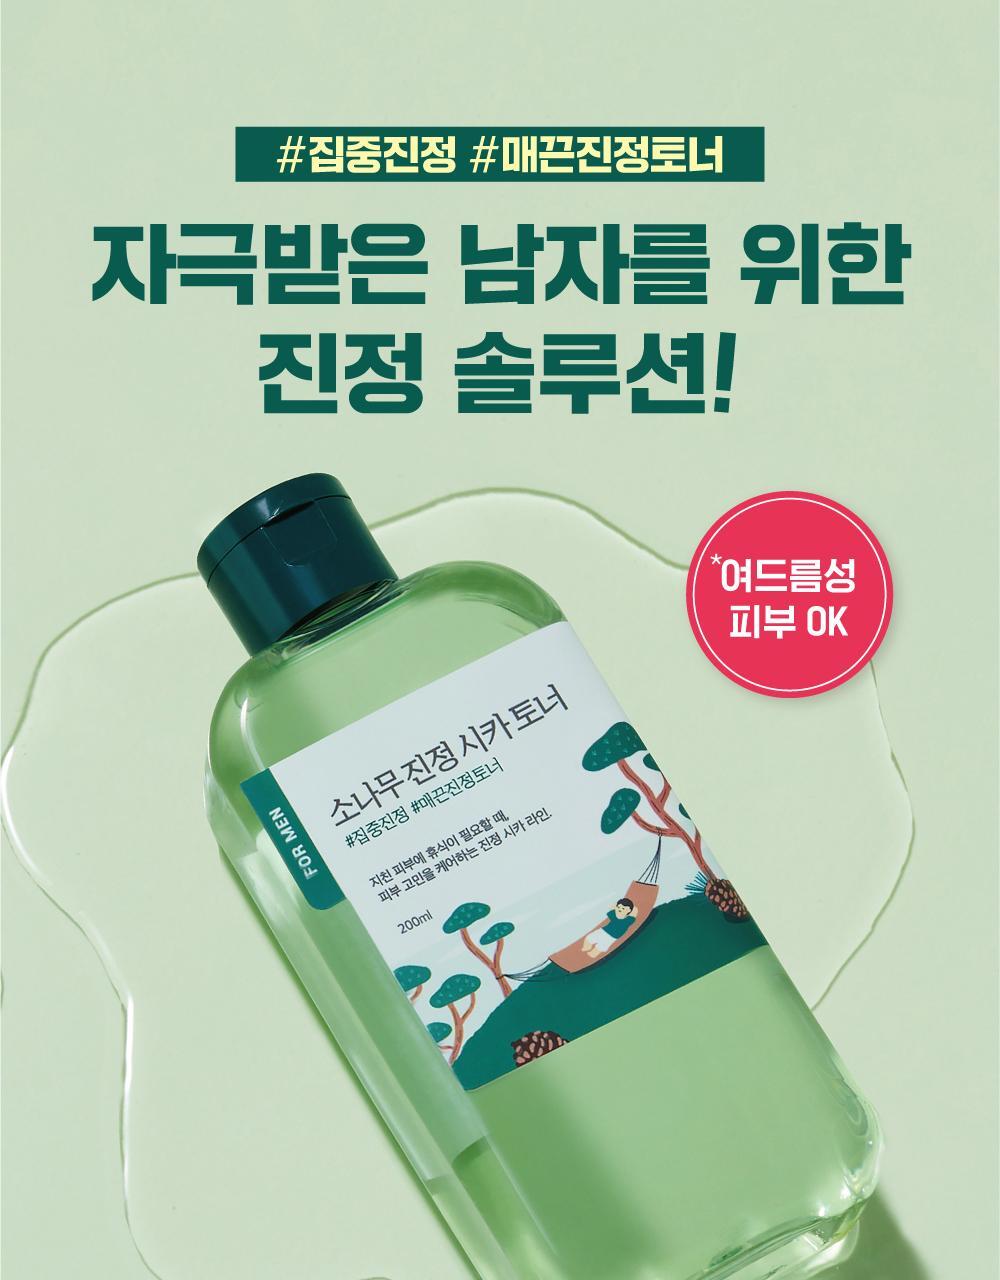 #집중진정 #매끈진정토너
자극받은 남자를 위한
진정 솔루션!
*여드름성
피부 OK
소나무 진정 시카 토너
#집중진정 #매끈진정토너
지친 피부에 휴식이 필요할 때,
피부 고민을 케어하는 진정 시카 라인.
200ml
FOR MEN